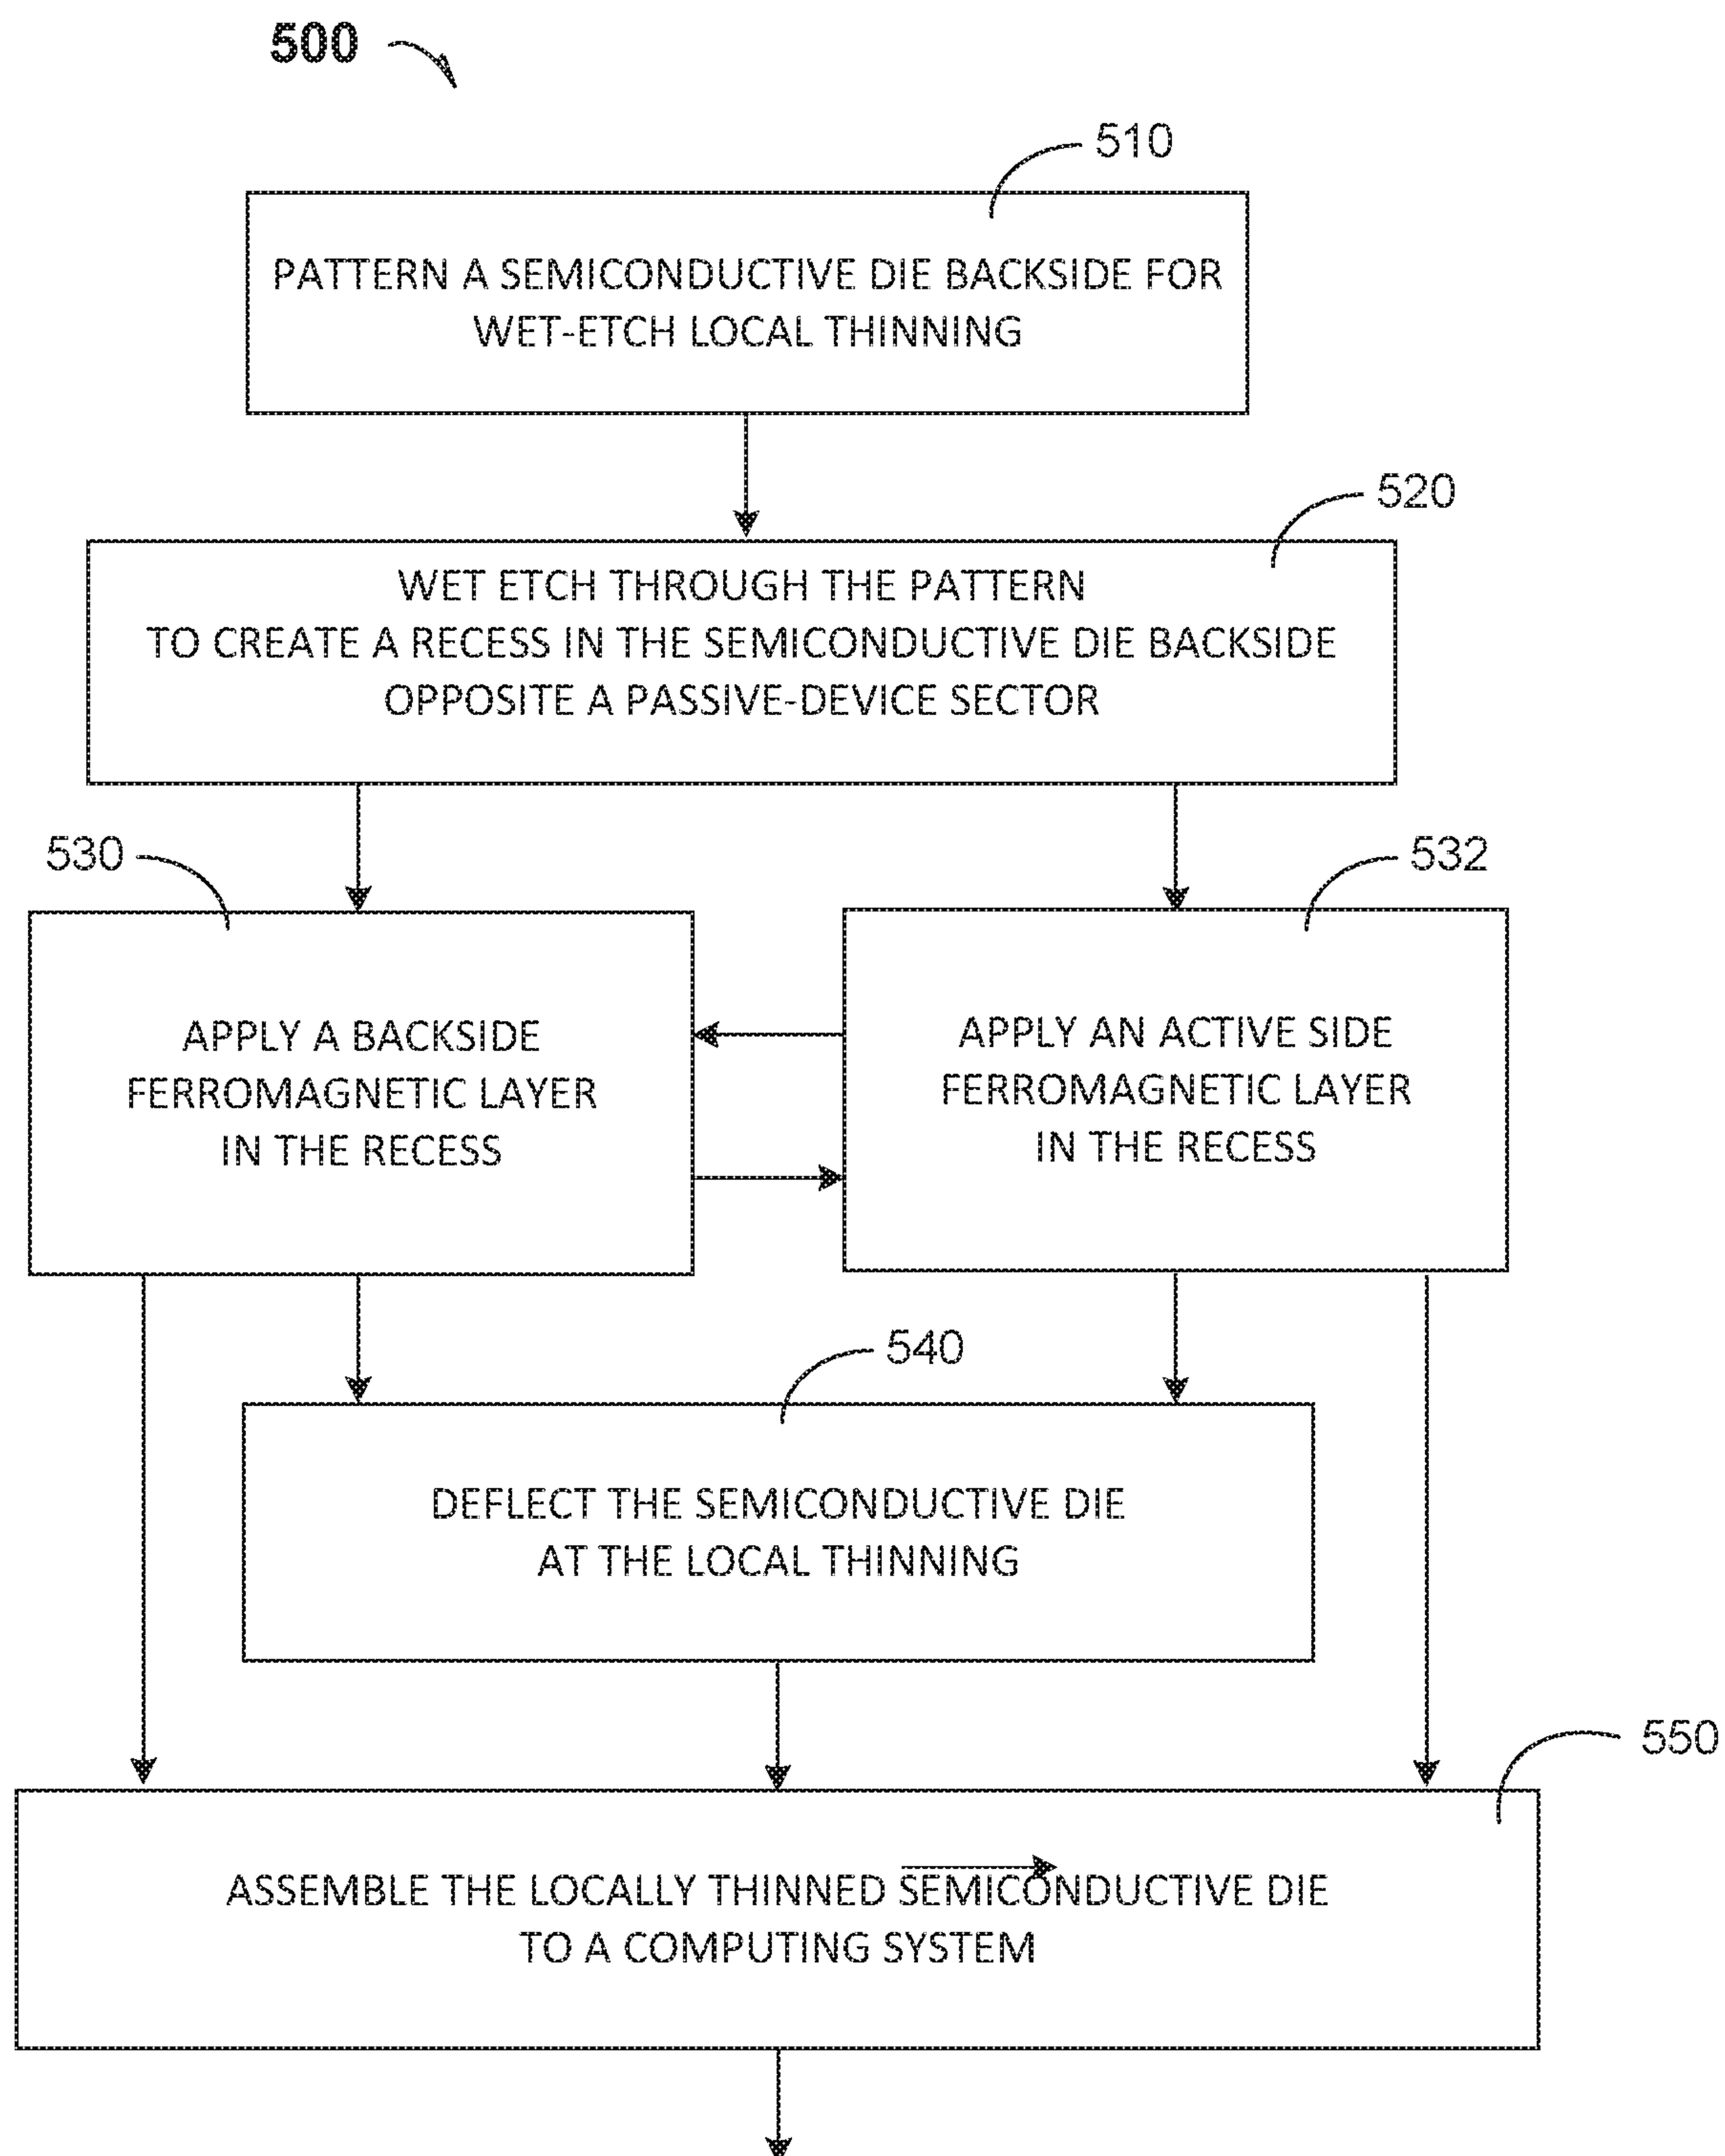 500
510
PATTERN A SEMICONDUCTIVE DIE BACKSIDE FOR
WET-ETCH LOCAL THINNING
520
WET ETCH THROUGH THE PATTERN
TO CREATE A RECESS IN THE SEMICONDUCTIVE DIE BACKSIDE
OPPOSITE A PASSIVE-DEVICE SECTOR
530
APPLY A BACKSIDE
FERROMAGNETIC LAYER
IN THE RECESS
532
APPLY AN ACTIVE SIDE
FERROMAGNETIC LAYER
IN THE RECESS
540
DEFLECT THE SEMICONDUCTIVE DIE
AT THE LOCAL THINNING
550
ASSEMBLE THE LOCALLY THINNED SEMICONDUCTIVE DIE
TO A COMPUTING SYSTEM